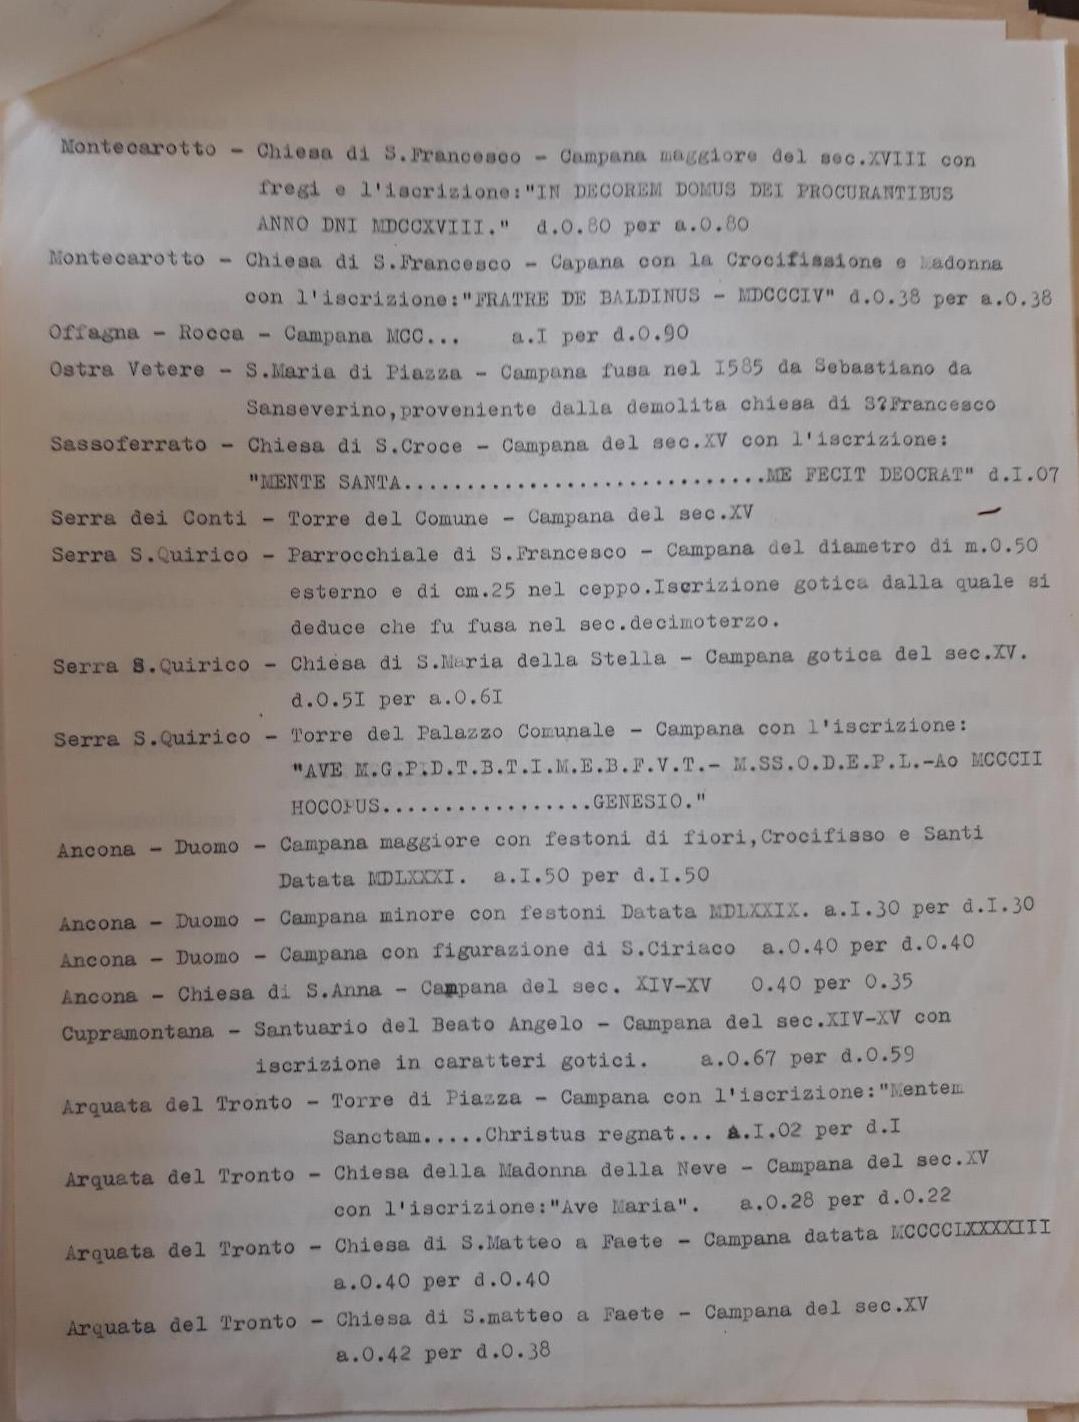 Montecarotto - Chiesa di S.Francesco - Campana maggiore del sec.XVIII con
fregi e l'iscrizione:"IN DECOREM DOMUS DEI PROCURANTIBUS
ANNO DNI MDCCXVIII." d.0.80 per a.0.80
Montecarotto - Chiesa di S.Francesco - Capana con la Crocifissione e Madonna
con l'iscrizione:"FRATRE DE BALDINUS - MDCCCIV" d.0.38 per a.0.38
Offagna - Rocca - Campana MCC... a.I per d.0.90
Ostra Vetere - S.Maria di Piazza - Campana fusa nel I585 da Sebastiano da
Sanseverino,proveniente dalla demolita chiesa di S?Francesco
Sassoferrato - Chiesa di S.Croce - Campana del sec.XV con l'iscrizione:
"MENTE SANTA.............................ME FECIT DEOCRAT" d.I.07
Serra dei Conti - Torre del Comune - Campana del sec.XV
Serra S.Quirico - Parrocchiale di S.Francesco - Campana del diametro di m.0.50
esterno e di cm.25 nel ceppo.Iscrizione gotica dalla quale si
deduce che fu fusa nel sec.decimoterzo.
Serra S.Quirico - Chiesa di S.Maria della Stella - Campana gotica del sec.XV.
d.0.5I per a.0.6I
Serra S.Quirico - Torre del Palazzo Comunale - Campana con l'iscrizione:
"AVE M.G.P.D.T.B.T.I.M.E.B.F.V.T.- M.SS.O.D.E.P.L.-Ao MCCCII
HOCOPUS.................GENESIO."
Ancona - Duomo - Campana maggiore con festoni di fiori,Crocifisso e Santi
Datata MDLXXXI. a.I.50 per d.I.50
Ancona - Duomo - Campana minore con festoni Datata MDLXXIX. a.I.30 per d.I.30
Ancona - Duomo - Campana con figurazione di S.Ciriaco a.0.40 per d.0.40
Ancona - Chiesa di S.Anna - Campana del sec. XIV-XV 0.40 per 0.35
Cupramontana - Santuario del Beato Angelo - Campana del sec.XIV-XV con
iscrizione in caratteri gotici. a.0.67 per d.0.59
Arquata del Tronto - Torre di Piazza - Campana con l'iscrizione:"Mentem
Sanctam.....Christus regnat... A.I.02 per d.I
Arquata del Tronto - Chiesa della Madonna della Neve - Campana del sec.XV
con l'iscrizione:"Ave Maria". a.0.28 per d.0.22
Arquata del Tronto - Chiesa di S.Matteo a Faete - Campana datata MCCCCLXXXXIII
a.0.40 per d.0.40
Arquata del Tronto - Chiesa di S.matteo a Faete - Campana del sec.XV
a.0.42 per d.0.38